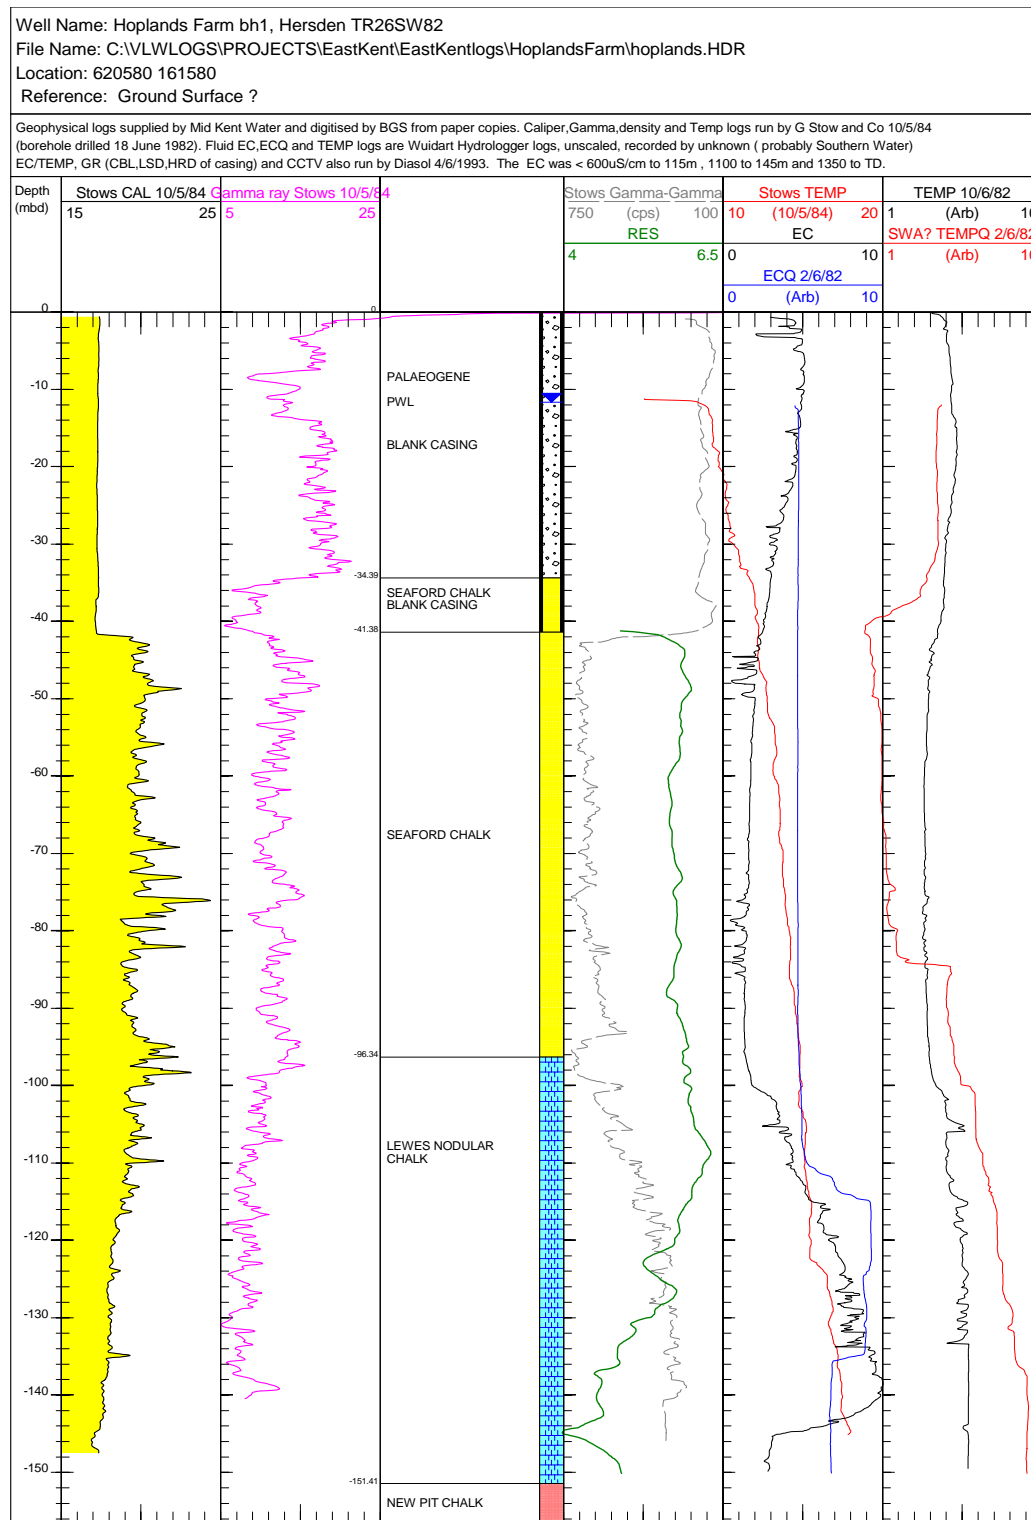 Well Name: Hoplands Farm bh1, Hersden TR26SW82
File Name: C:\VLWLOGS\PROJECTS\EastKent\EastKentlogs\HoplandsFarm\hoplands.HDR
Location: 620580 161580
Reference: Ground Surface ?
Geophysical logs supplied by Mid Kent Water and digitised by BGS from paper copies. Caliper,Gamma,density and Temp logs run by G Stow and Co 10/5/84
(borehole drilled 18 June 1982). Fluid EC,ECQ and TEMP logs are Wuidart Hydrologger logs, unscaled, recorded by unknown ( probably Southern Water)
EC/TEMP, GR (CBL,LSD,HRD of casing) and CCTV also run by Diasol 4/6/1993. The EC was < 600uS/cm to 115m , 1100 to 145m and 1350 to TD.
Depth (mbd) Stows CAL 10/5/84 Gamma ray Stows 10/5/84 Stows Gamma-Gamma Stows TEMP TEMP 10/6/82
15 25 5 25 750 (cps) 100 10 (10/5/84) 20 1 (Arb) 10
RES EC SWA? TEMPQ 2/6/82
4 6.5 0 10 1 (Arb) 10
ECQ 2/6/82
0 (Arb) 10
0
0
PALAEOGENE
-10
PWL
BLANK CASING
-20
-30
-34.39
SEAFORD CHALK
BLANK CASING
-40
-41.38
-50
-60
SEAFORD CHALK
-70
-80
-90
-96.34
-100
LEWES NODULAR
CHALK
-110
-120
-130
-140
-150
-151.41
NEW PIT CHALK